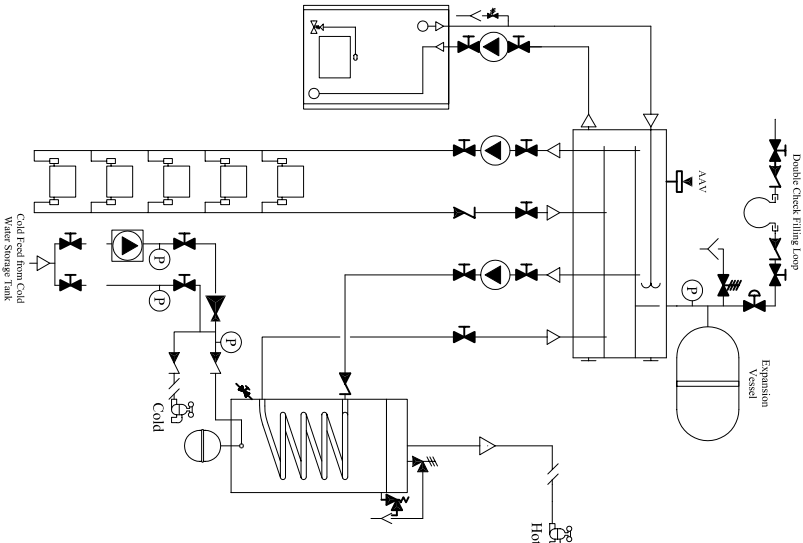 Double Check Filling Loop
AAV
P
Expansion
Vessel
Cold Feed from Cold
Water Storage Tank
P
P
P
Cold
Hot